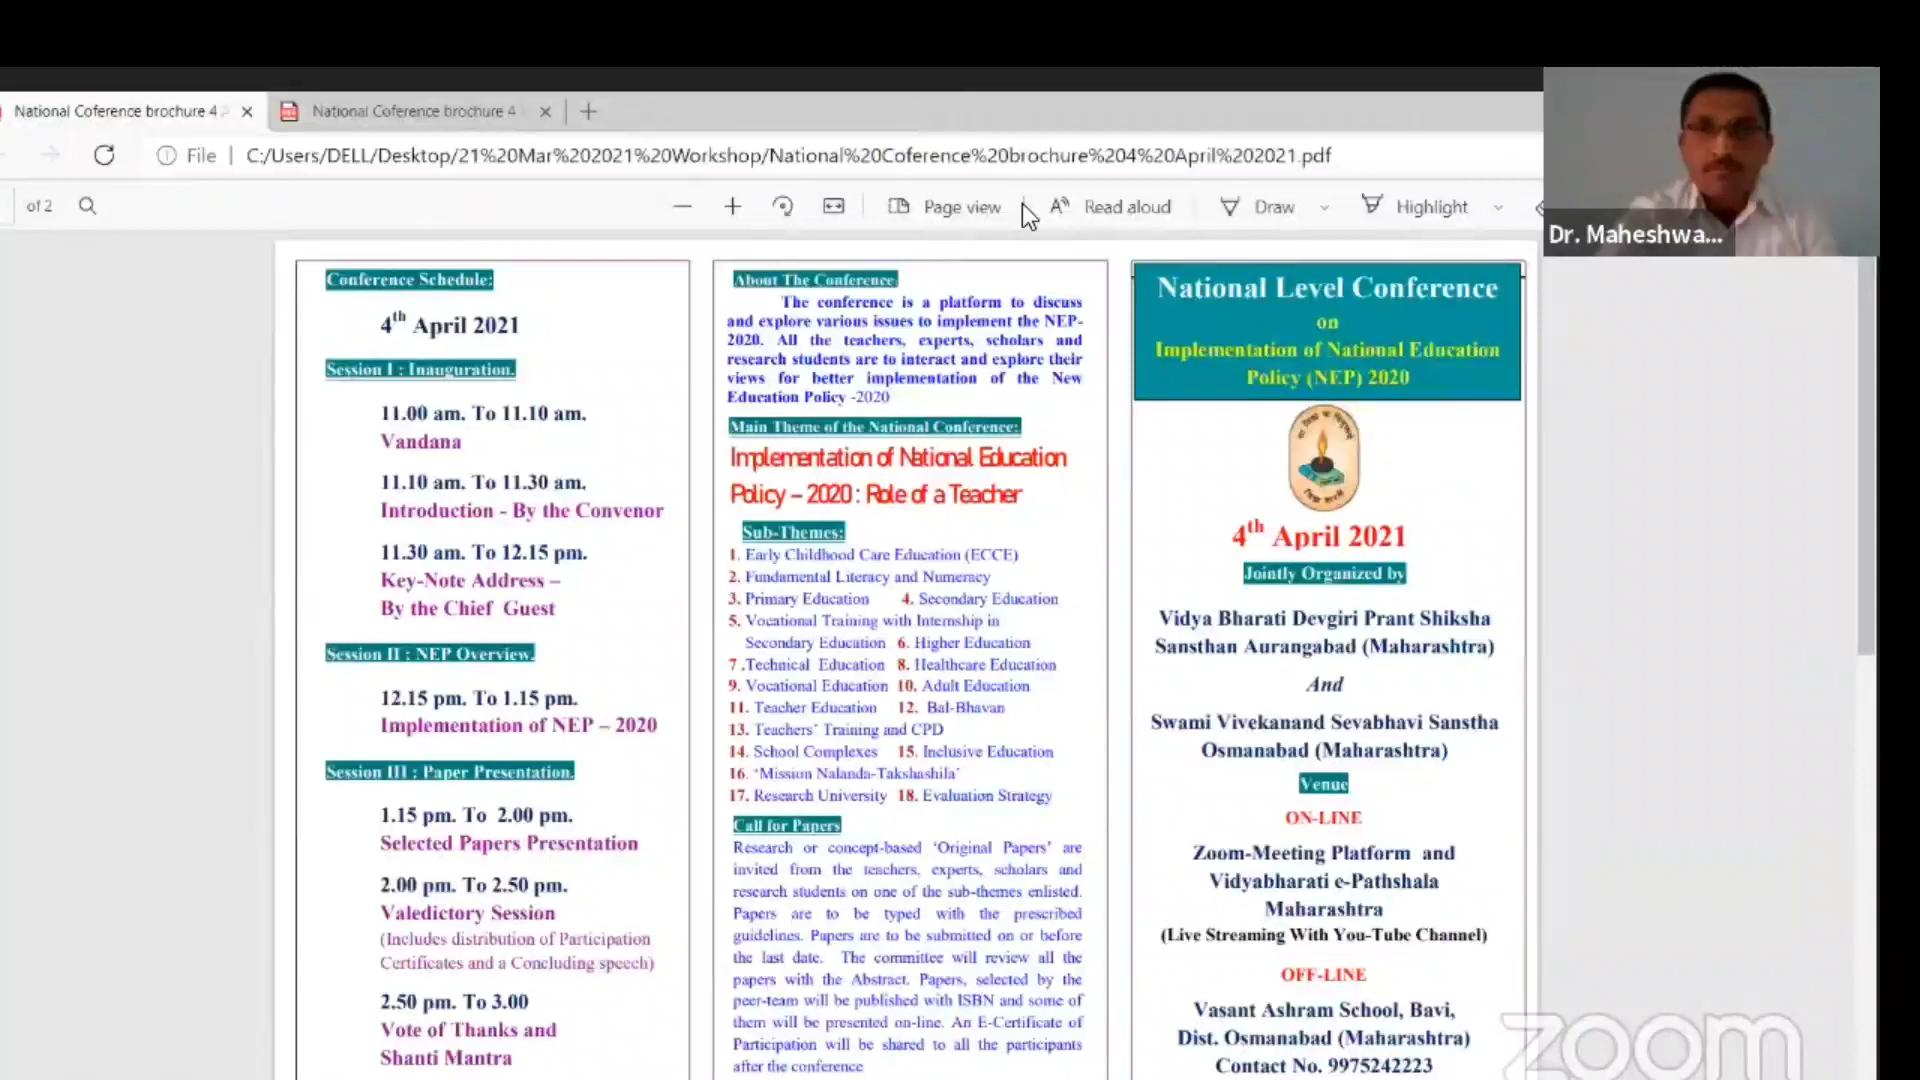 National Coference brochure 4
National Coference brochure 4
File
C:/Users/DELL/Desktop/21%20Mar%202021%20Workshop/National%20Coference%20brochure%204%20April%202021.pdf
of 2
Page view
Read aloud
Draw
Highlight
Dr. Maheshwa...
Conference Schedule:
4th April 2021
Session I : Inauguration.
11.00 am. To 11.10 am.
Vandana
11.10 am. To 11.30 am.
Introduction - By the Convenor
11.30 am. To 12.15 pm.
Key-Note Address –
By the Chief Guest
Session II : NEP Overview.
12.15 pm. To 1.15 pm.
Implementation of NEP – 2020
Session III : Paper Presentation.
1.15 pm. To 2.00 pm.
Selected Papers Presentation
2.00 pm. To 2.50 pm.
Valedictory Session
(Includes distribution of Participation
Certificates and a Concluding speech)
2.50 pm. To 3.00
Vote of Thanks and
Shanti Mantra
About The Conference
The conference is a platform to discuss
and explore various issues to implement the NEP-
2020. All the teachers, experts, scholars and
research students are to interact and explore their
views for better implementation of the New
Education Policy -2020
Main Theme of the National Conference:
Implementation of National Education
Policy – 2020 : Role of a Teacher
Sub-Themes:
1. Early Childhood Care Education (ECCE)
2. Fundamental Literacy and Numeracy
3. Primary Education 4. Secondary Education
5. Vocational Training with Internship in
Secondary Education 6. Higher Education
7 .Technical Education 8. Healthcare Education
9. Vocational Education 10. Adult Education
11. Teacher Education 12. Bal-Bhavan
13. Teachers' Training and CPD
14. School Complexes 15. Inclusive Education
16. 'Mission Nalanda-Takshashila'
17. Research University 18. Evaluation Strategy
Call for Papers
Research or concept-based 'Original Papers' are
invited from the teachers, experts, scholars and
research students on one of the sub-themes enlisted.
Papers are to be typed with the prescribed
guidelines. Papers are to be submitted on or before
the last date. The committee will review all the
papers with the Abstract. Papers, selected by the
peer-team will be published with ISBN and some of
them will be presented on-line. An E-Certificate of
Participation will be shared to all the participants
after the conference
National Level Conference
on
Implementation of National Education
Policy (NEP) 2020
4th April 2021
Jointly Organized by
Vidya Bharati Devgiri Prant Shiksha
Sansthan Aurangabad (Maharashtra)
And
Swami Vivekanand Sevabhavi Sanstha
Osmanabad (Maharashtra)
Venue
ON-LINE
Zoom-Meeting Platform and
Vidyabharati e-Pathshala
Maharashtra
(Live Streaming With You-Tube Channel)
OFF-LINE
Vasant Ashram School, Bavi,
Dist. Osmanabad (Maharashtra)
Contact No. 9975242223
zoom